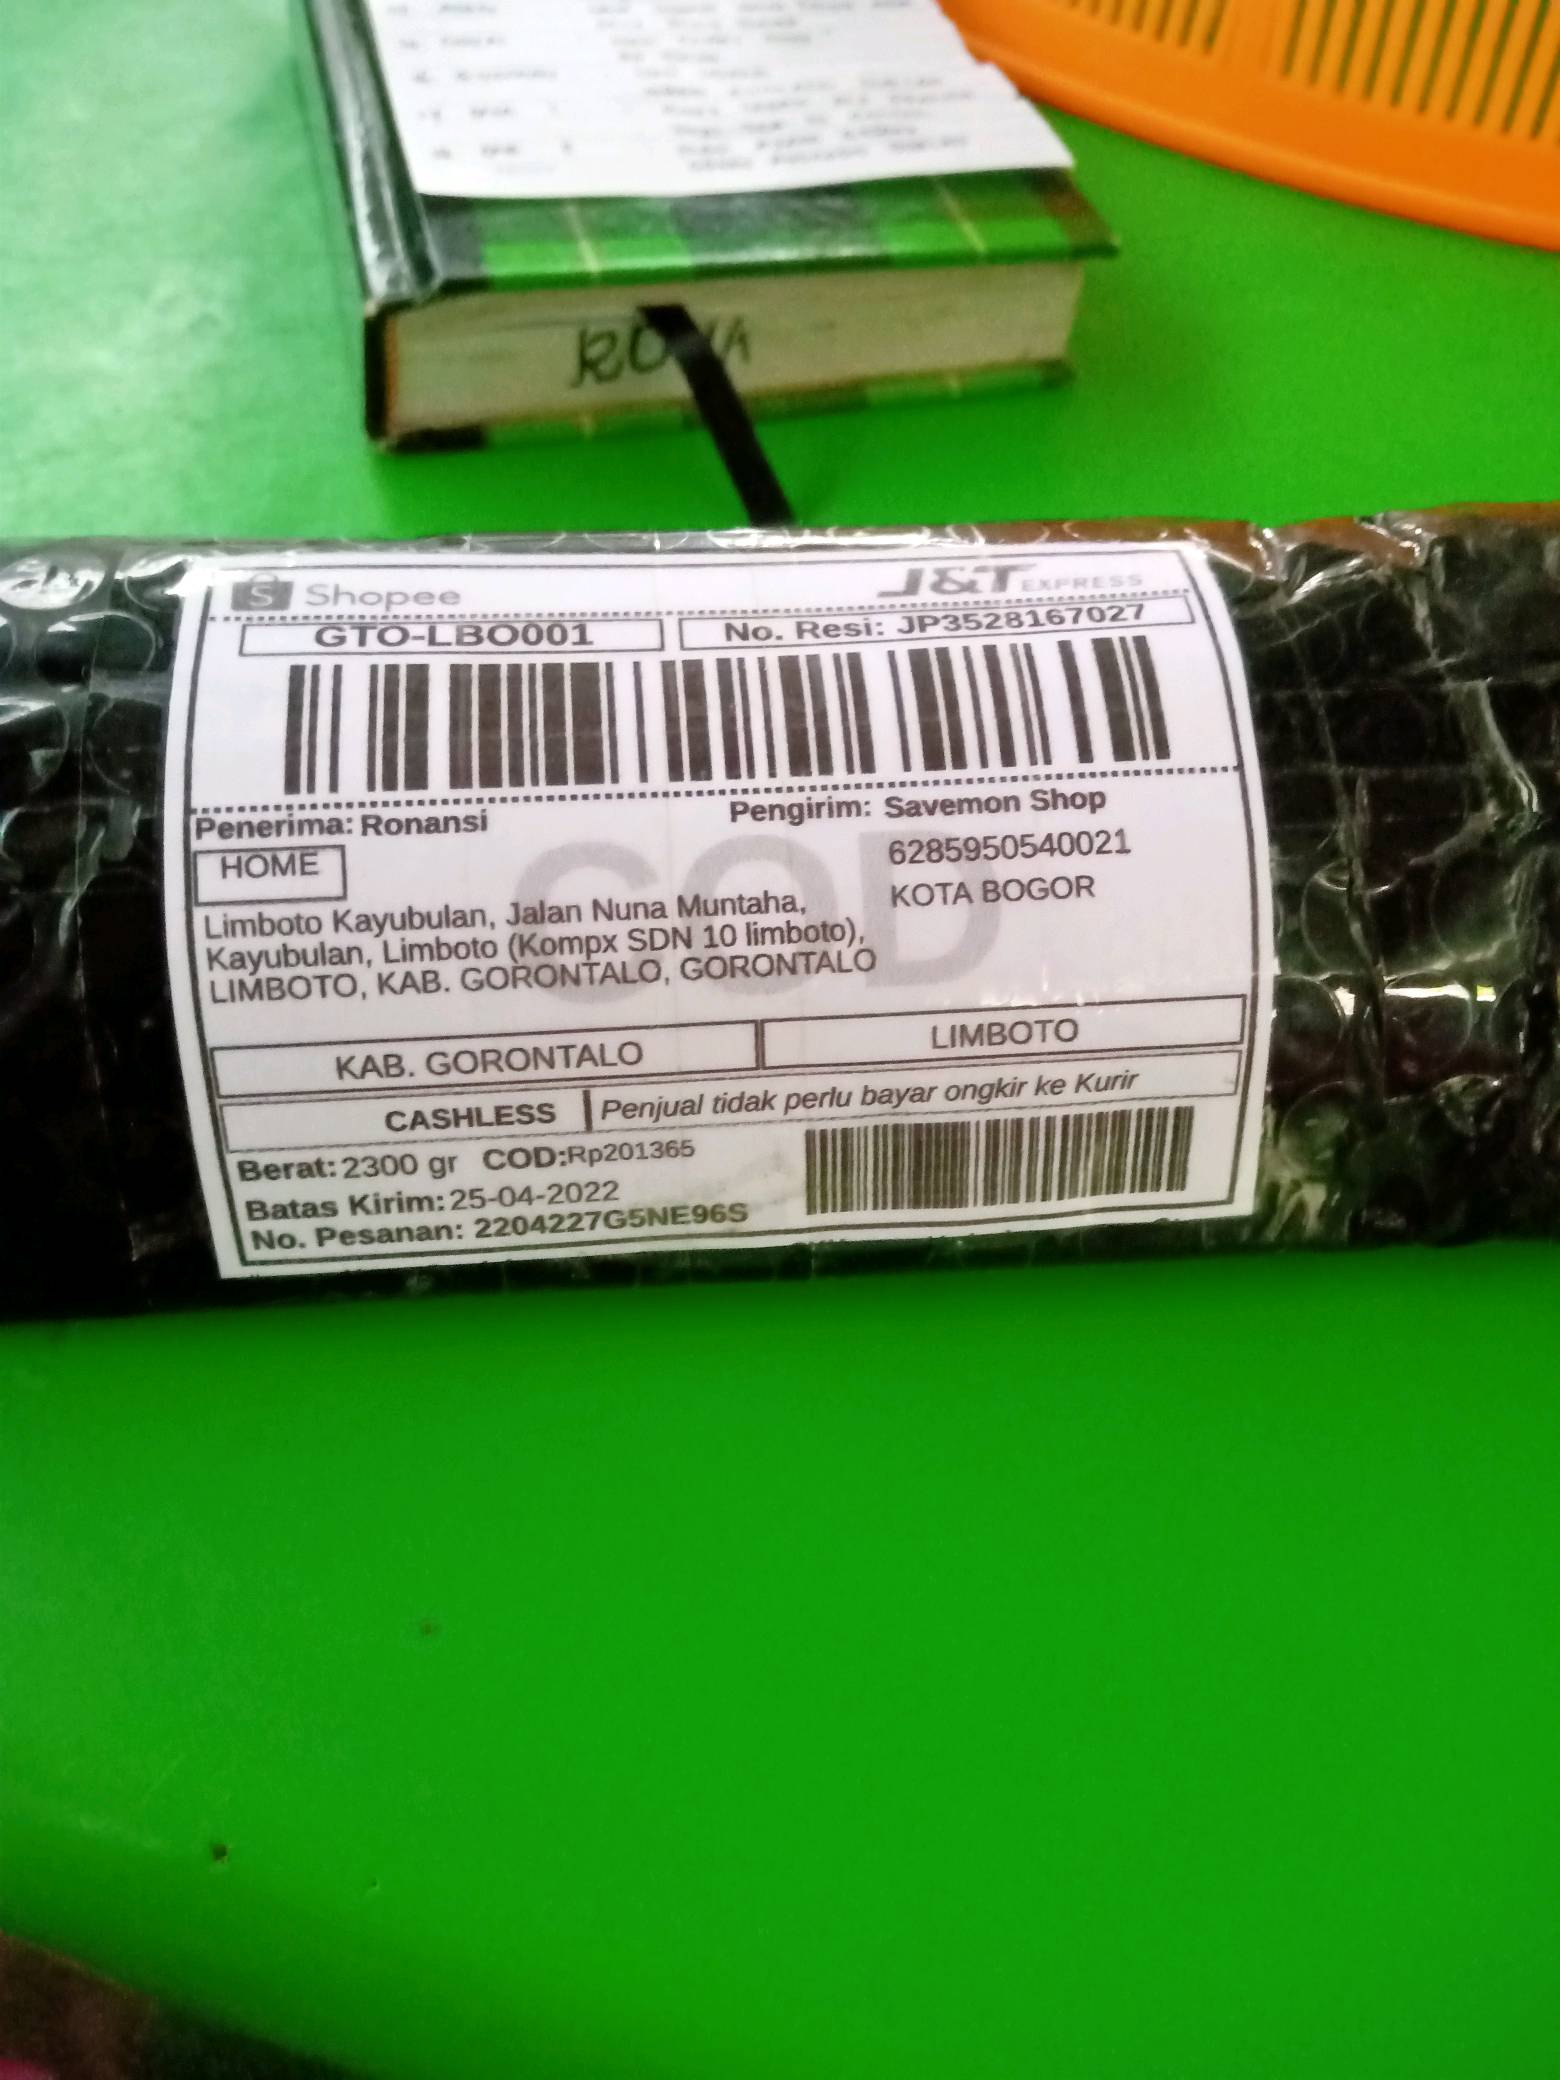 Shopee
J&T EXPRESS
GTO-LBO001
No. Resi: JP3528167027
Penerima: Ronansi
Pengirim: Savemon Shop
HOME
6285950540021
KOTA BOGOR
COD
Limboto Kayubulan, Jalan Nuna Muntaha,
Kayubulan, Limboto (Kompx SDN 10 limboto),
LIMBOTO, KAB. GORONTALO, GORONTALO
KAB. GORONTALO
LIMBOTO
CASHLESS
Penjual tidak perlu bayar ongkir ke Kurir
Berat: 2300 gr COD:Rp201365
Batas Kirim: 25-04-2022
No. Pesanan: 2204227G5NE96S